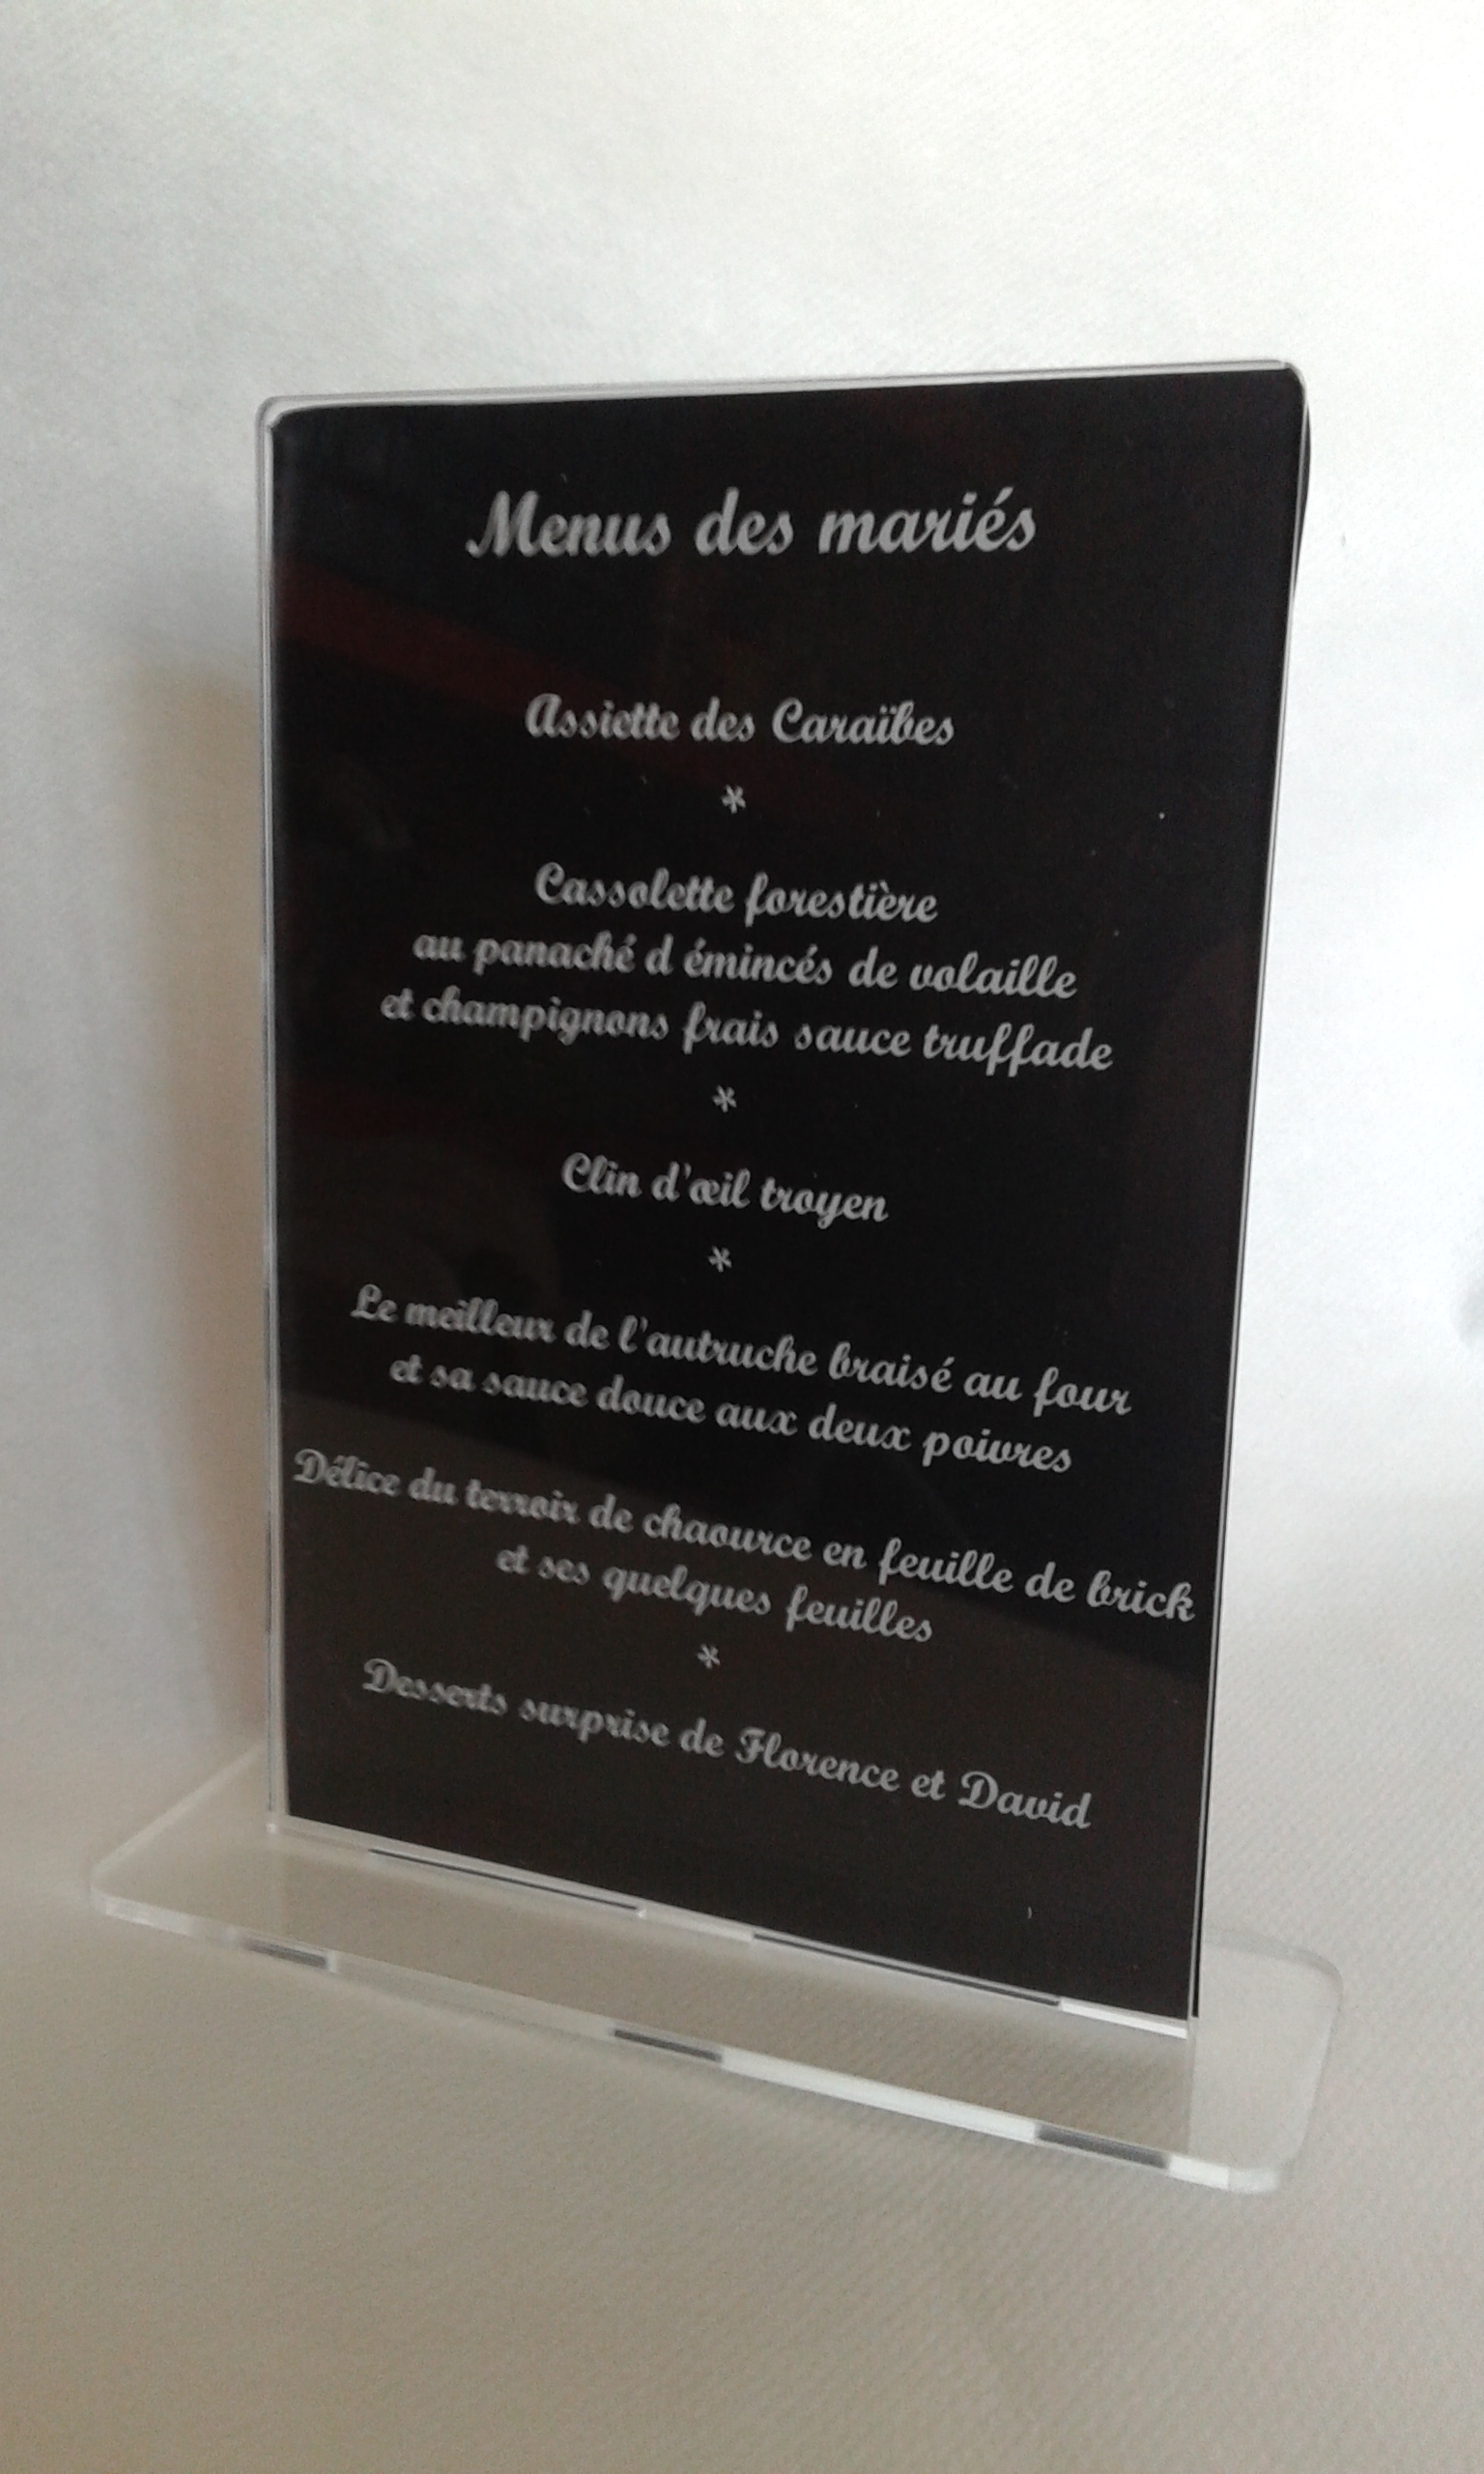 Menus des mariés
Assiette des Caraïbes
*
Cassolette forestière
au panaché d émincés de volaille
et champignons frais sauce truffade
*
Clin d'œil troyen
*
Le meilleur de l'autruche braisé au four
et sa sauce douce aux deux poivres
Délice du terroir de chaource en feuille de brick
et ses quelques feuilles
*
Desserts surprise de Florence et David